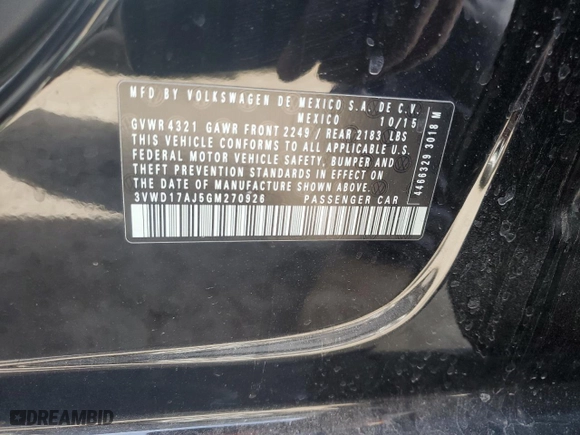 MFD BY VOLKSWAGEN DE MEXICO S.A. DE C.V.
MEXICO 10/15
GVWR 4321 GAWR FRONT 2249 / REAR 2183 LBS
THIS VEHICLE CONFORMS TO ALL APPLICABLE U.S.
FEDERAL MOTOR VEHICLE SAFETY, BUMPER AND
THEFT PREVENTION STANDARDS IN EFFECT ON
THE DATE OF MANUFACTURE SHOWN ABOVE.
3VWD17AJ5GM270926 PASSENGER CAR
4466329 3018 M
DREAMBID